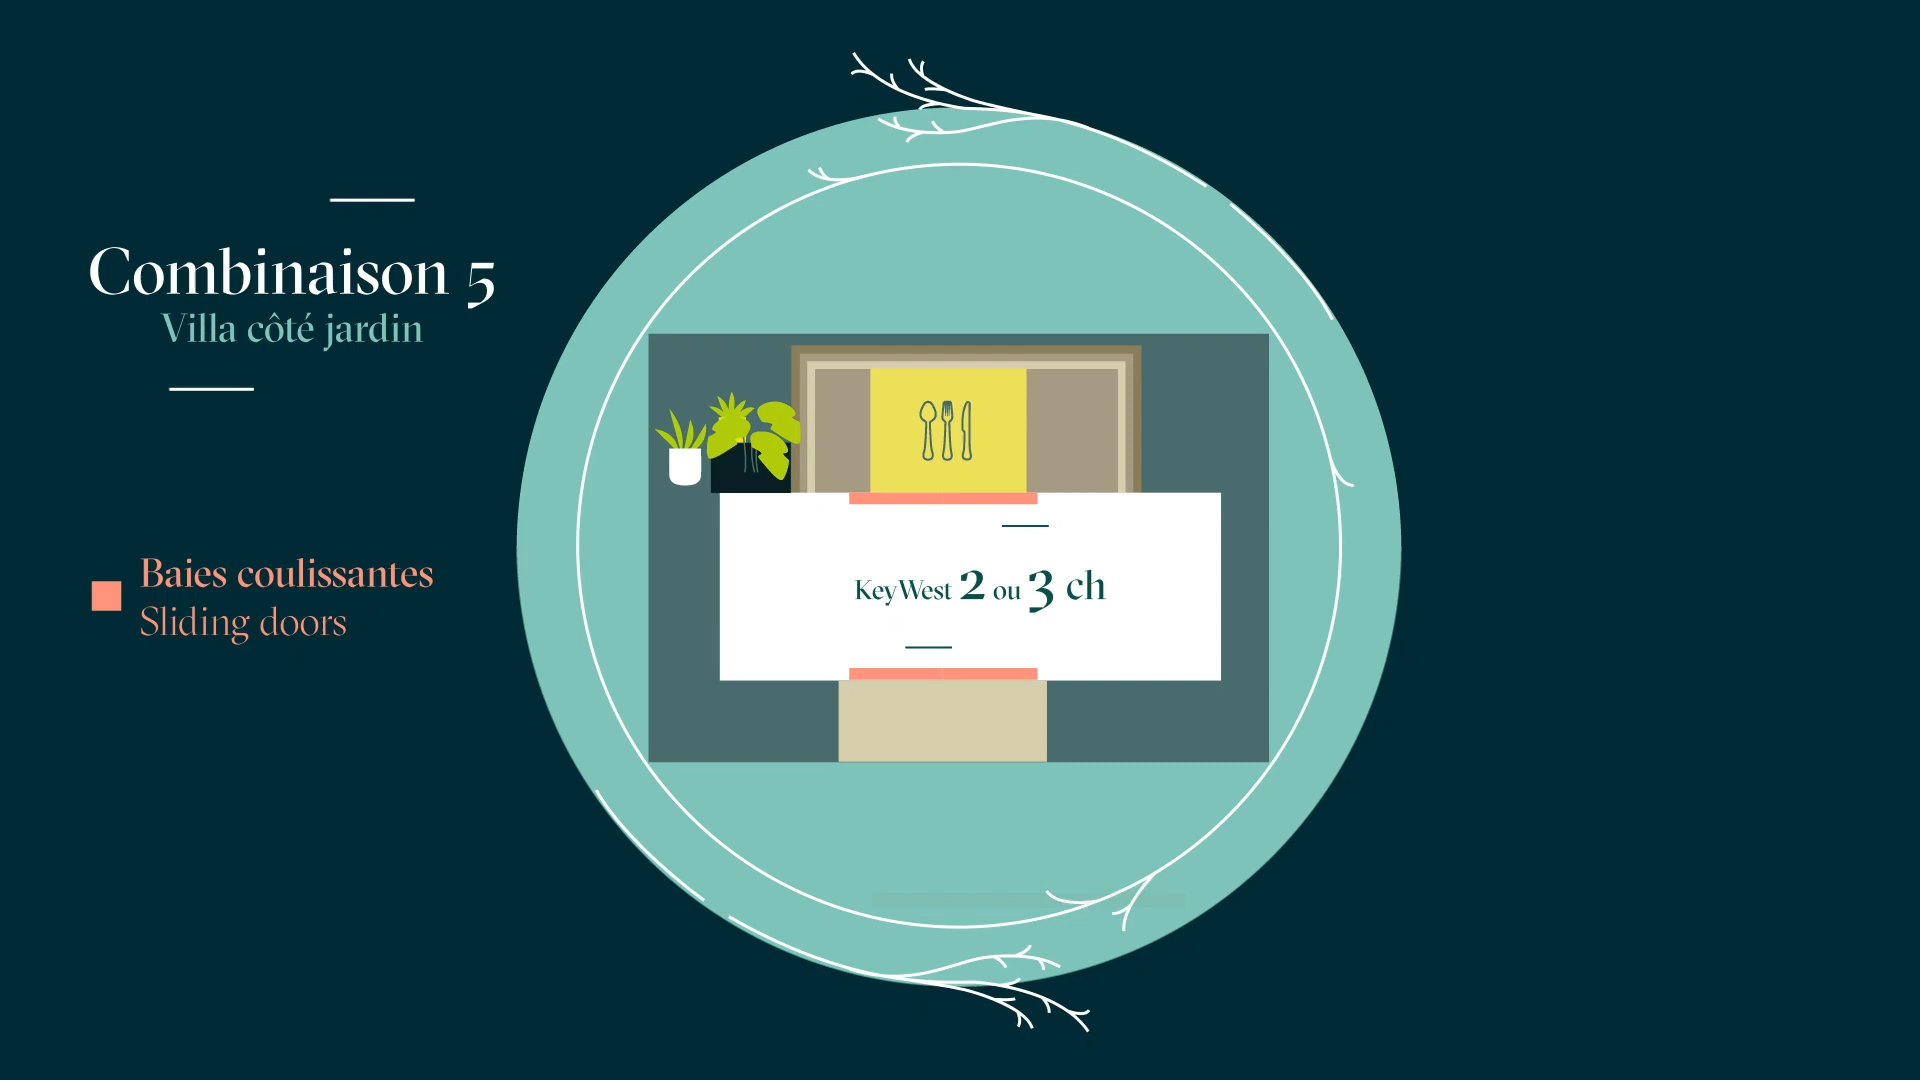 Combinaison 5
Villa côté jardin
Baies coulissantes
Sliding doors
KeyWest 2 ou 3 ch